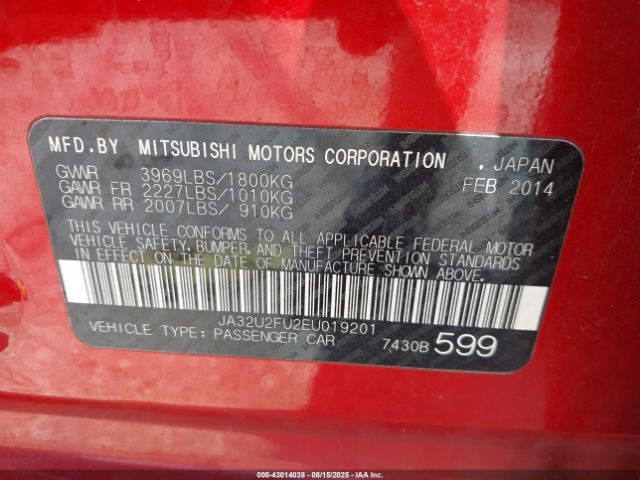 MFD.BY MITSUBISHI MOTORS CORPORATION , JAPAN
GVWR 3969LBS/1800KG FEB 2014
GAWR FR 2227LBS/1010KG
GAWR RR 2007LBS/ 910KG
THIS VEHICLE CONFORMS TO ALL APPLICABLE FEDERAL MOTOR
VEHICLE SAFETY, BUMPER, AND THEFT PREVENTION STANDARDS
IN EFFECT ON THE DATE OF MANUFACTURE SHOWN ABOVE.
JA32U2FU2EU019201
VEHICLE TYPE: PASSENGER CAR 7430B 599
000-43014038 - 08/15/2025 - IAAI.CA